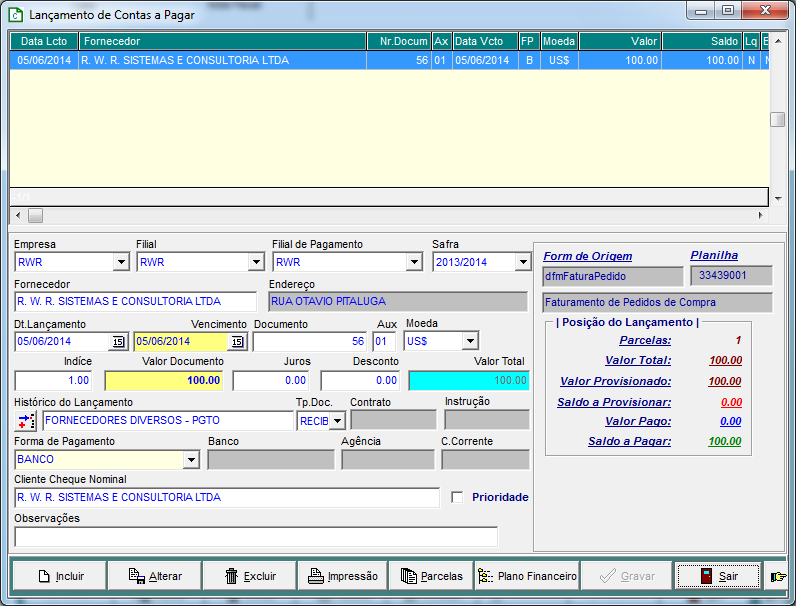 Lançamento de Contas a Pagar
Data Lcto Fornecedor Nr.Docum Ax Data Vcto FP Moeda Valor Saldo Lq
05/06/2014 R. W. R. SISTEMAS E CONSULTORIA LTDA 56 01 05/06/2014 B US$ 100.00 100.00 N
Empresa Filial Filial de Pagamento Safra
RWR RWR RWR 2013/2014
Fornecedor Endereço
R. W. R. SISTEMAS E CONSULTORIA LTDA RUA OTAVIO PITALUGA
Dt.Lançamento Vencimento Documento Aux Moeda
05/06/2014 15 05/06/2014 15 56 01 US$
Indíce Valor Documento Juros Desconto Valor Total
1.00 100.00 0.00 0.00 100.00
Histórico do Lançamento Tp.Doc. Contrato Instrução
FORNECEDORES DIVERSOS - PGTO RECIB
Forma de Pagamento Banco Agência C.Corrente
BANCO
Cliente Cheque Nominal
R. W. R. SISTEMAS E CONSULTORIA LTDA Prioridade
Observações
Form de Origem Planilha
dfmFaturaPedido 33439001
Faturamento de Pedidos de Compra
| Posição do Lançamento |
Parcelas: 1
Valor Total: 100.00
Valor Provisionado: 100.00
Saldo a Provisionar: 0.00
Valor Pago: 0.00
Saldo a Pagar: 100.00
Incluir Alterar Excluir Impressão Parcelas Plano Financeiro Gravar Sair